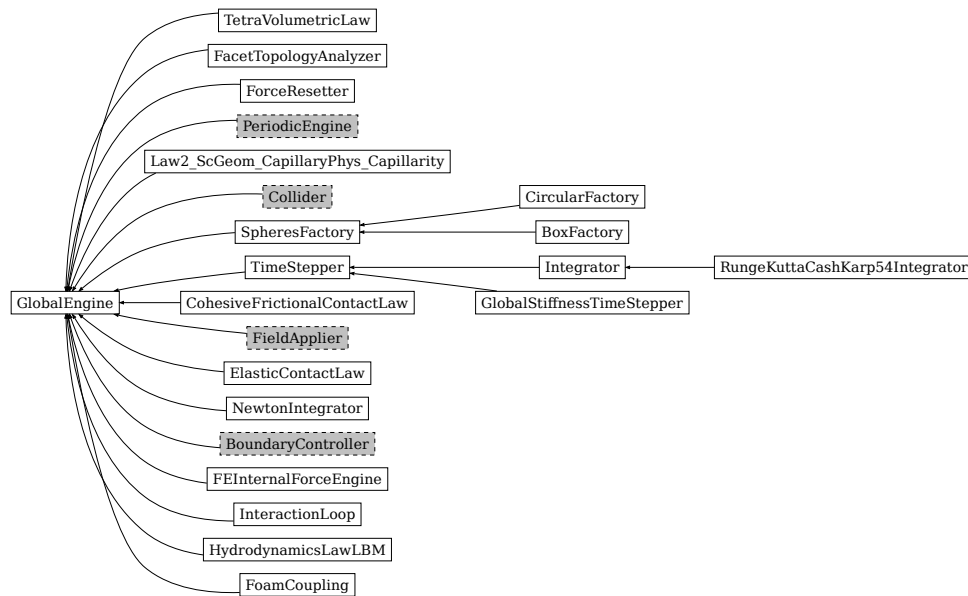 TetraVolumetricLaw
FacetTopologyAnalyzer
ForceResetter
PeriodicEngine
Law2_ScGeom_CapillaryPhys_Capillarity
Collider
CircularFactory
SpheresFactory
BoxFactory
TimeStepper
Integrator
RungeKuttaCashKarp54Integrator
GlobalEngine
CohesiveFrictionalContactLaw
GlobalStiffnessTimeStepper
FieldApplier
ElasticContactLaw
NewtonIntegrator
BoundaryController
FEInternalForceEngine
InteractionLoop
HydrodynamicsLawLBM
FoamCoupling